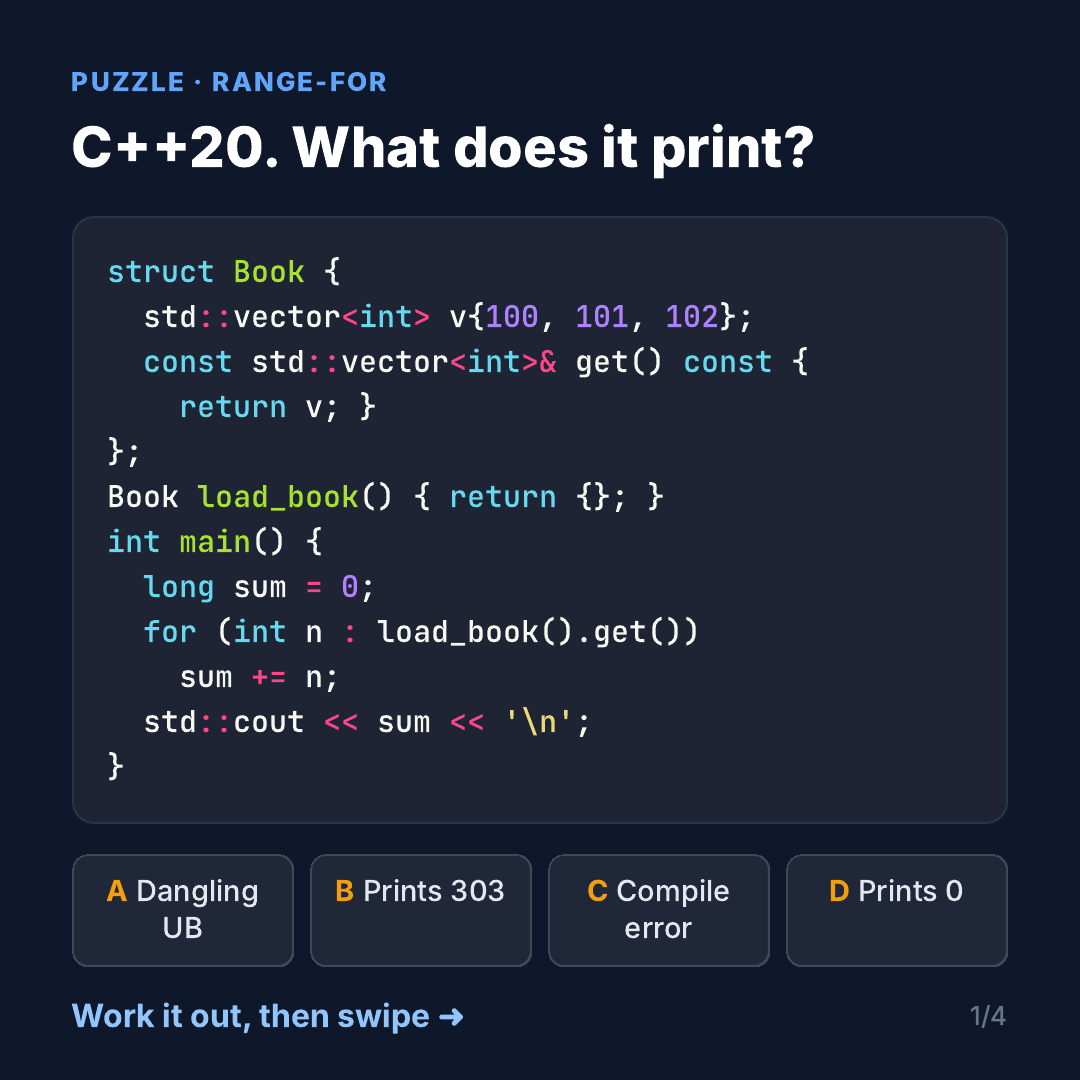 PUZZLE · RANGE-FOR
C++20. What does it print?
struct Book {
  std::vector<int> v{100, 101, 102};
  const std::vector<int>& get() const {
    return v; }
};
Book load_book() { return {}; }
int main() {
  long sum = 0;
  for (int n : load_book().get())
    sum += n;
  std::cout << sum << '\n';
}
A Dangling
UB
B Prints 303
C Compile
error
D Prints 0
Work it out, then swipe ➜
1/4